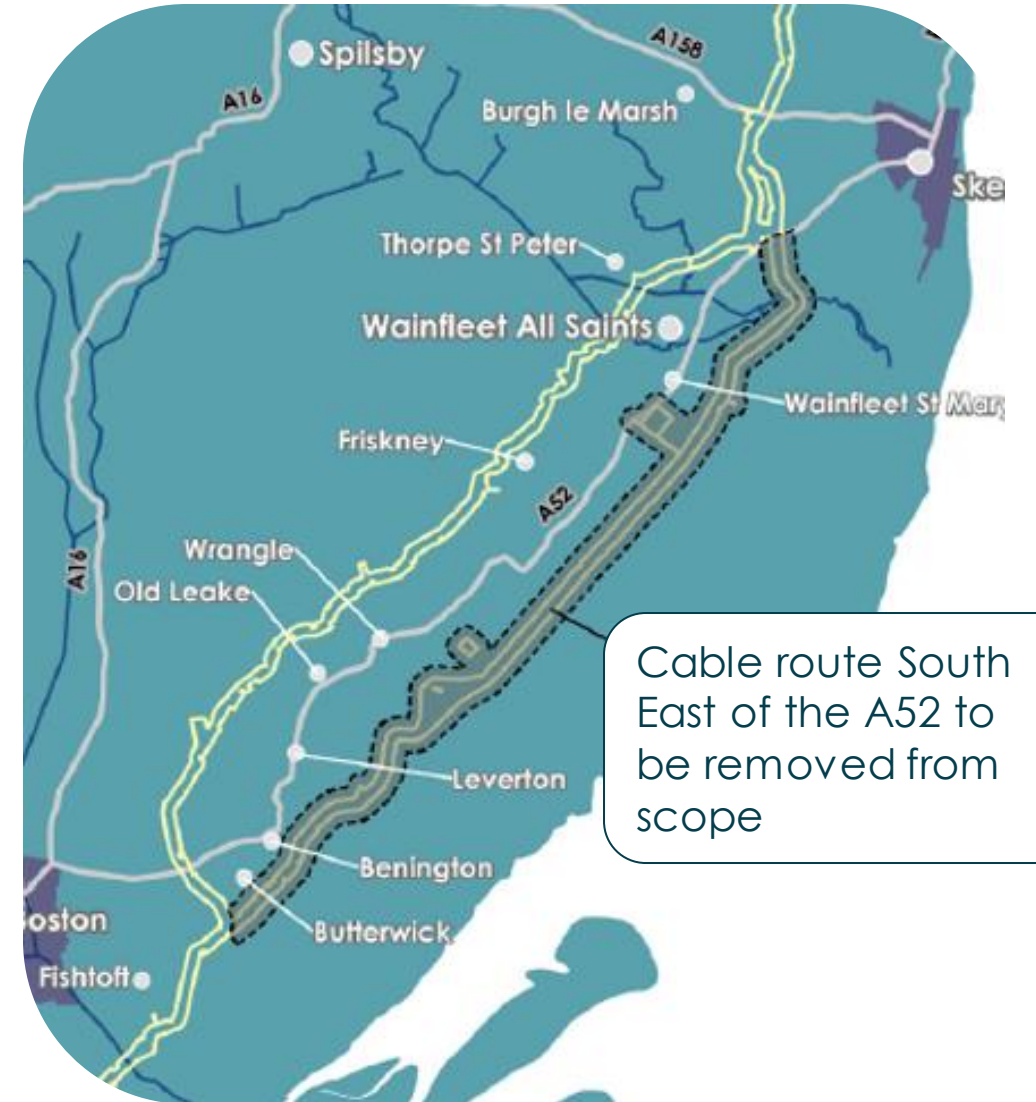 A158
Spilsby
A16
Burgh le Marsh
Ske
Thorpe St Peter
Wainfleet All Saints
Wainfleet St Mary
Friskney
A52
Wrangle
A16
Old Leake
Cable route South
East of the A52 to
be removed from
scope
Leverton
Benington
oston
Butterwick
Fishtoft